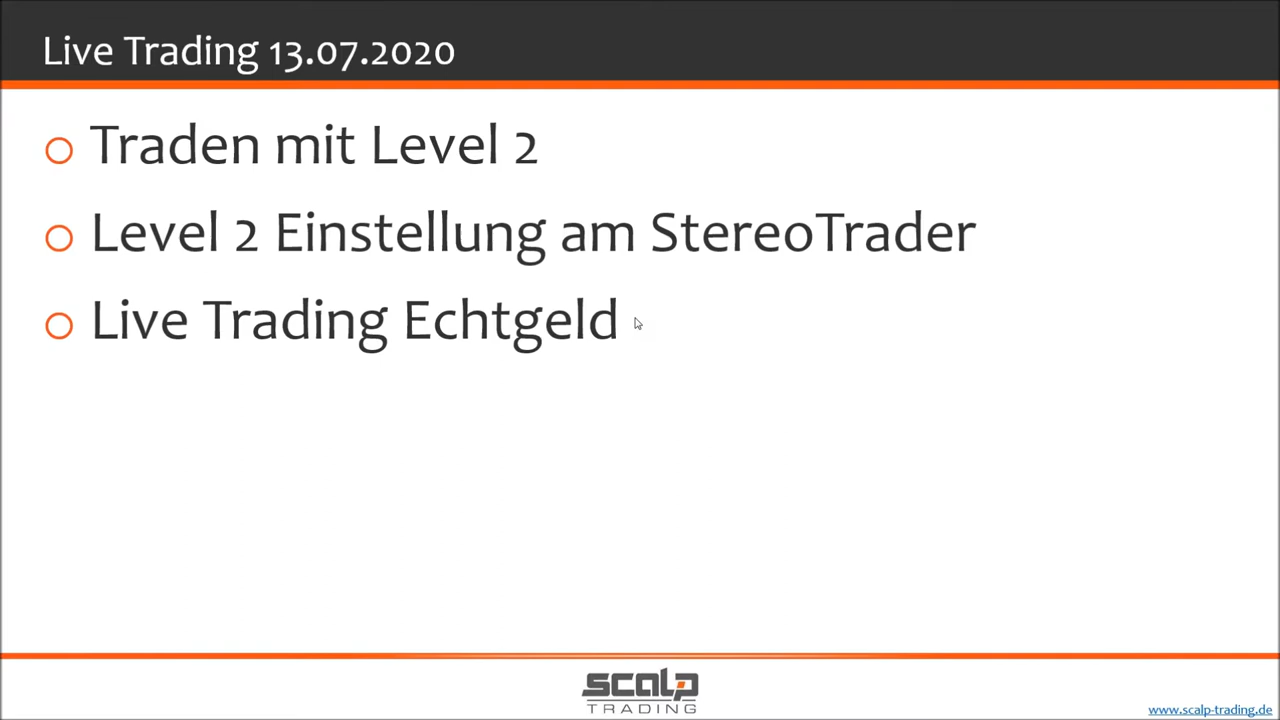 Live Trading 13.07.2020
Traden mit Level 2
Level 2 Einstellung am StereoTrader
Live Trading Echtgeld
scalp
TRADING
www.scalp-trading.de